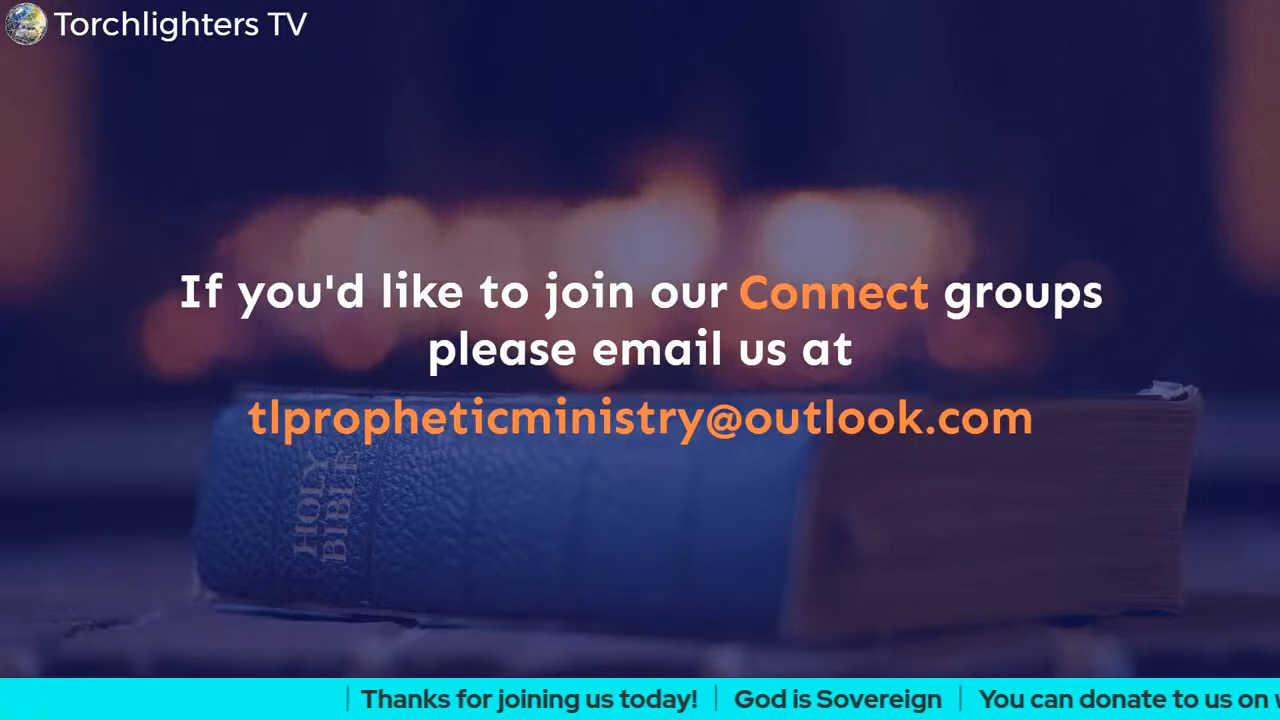 Torchlighters TV
If you'd like to join our Connect groups
please email us at
tlpropheticministry@outlook.com
HOLY
BIBLE
Thanks for joining us today! | God is Sovereign | You can donate to us on